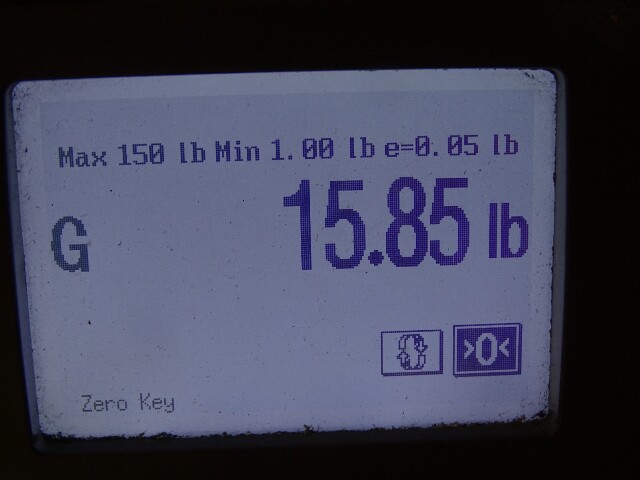 Max 150 lb Min 1.00 lb e=0.05 lb
G 15.85 lb
>0<
Zero Key